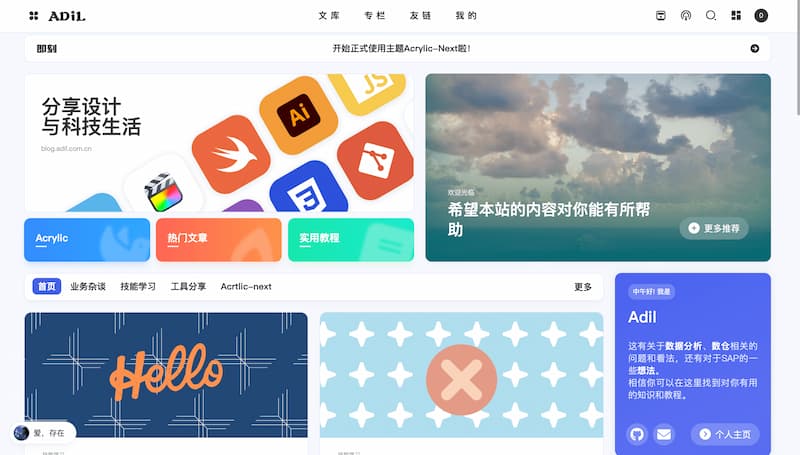 ADiL
文库 专栏 友链 我的
0
即刻
开始正式使用主题Acrylic-Next啦！
分享设计
与科技生活
blog.adil.com.cn
JS
Ai
3
欢迎光临
希望本站的内容对你能有所帮
助
更多推荐
Acrylic
热门文章
实用教程
首页 业务杂谈 技能学习 工具分享 Acrtlic-next 更多
Hello
中午好! 我是
Adil
这有关于数据分析、数仓相关的
问题和看法，还有对于SAP的一
些想法。
相信你可以在这里找到对你有用
的知识和教程。
个人主页
爱，存在